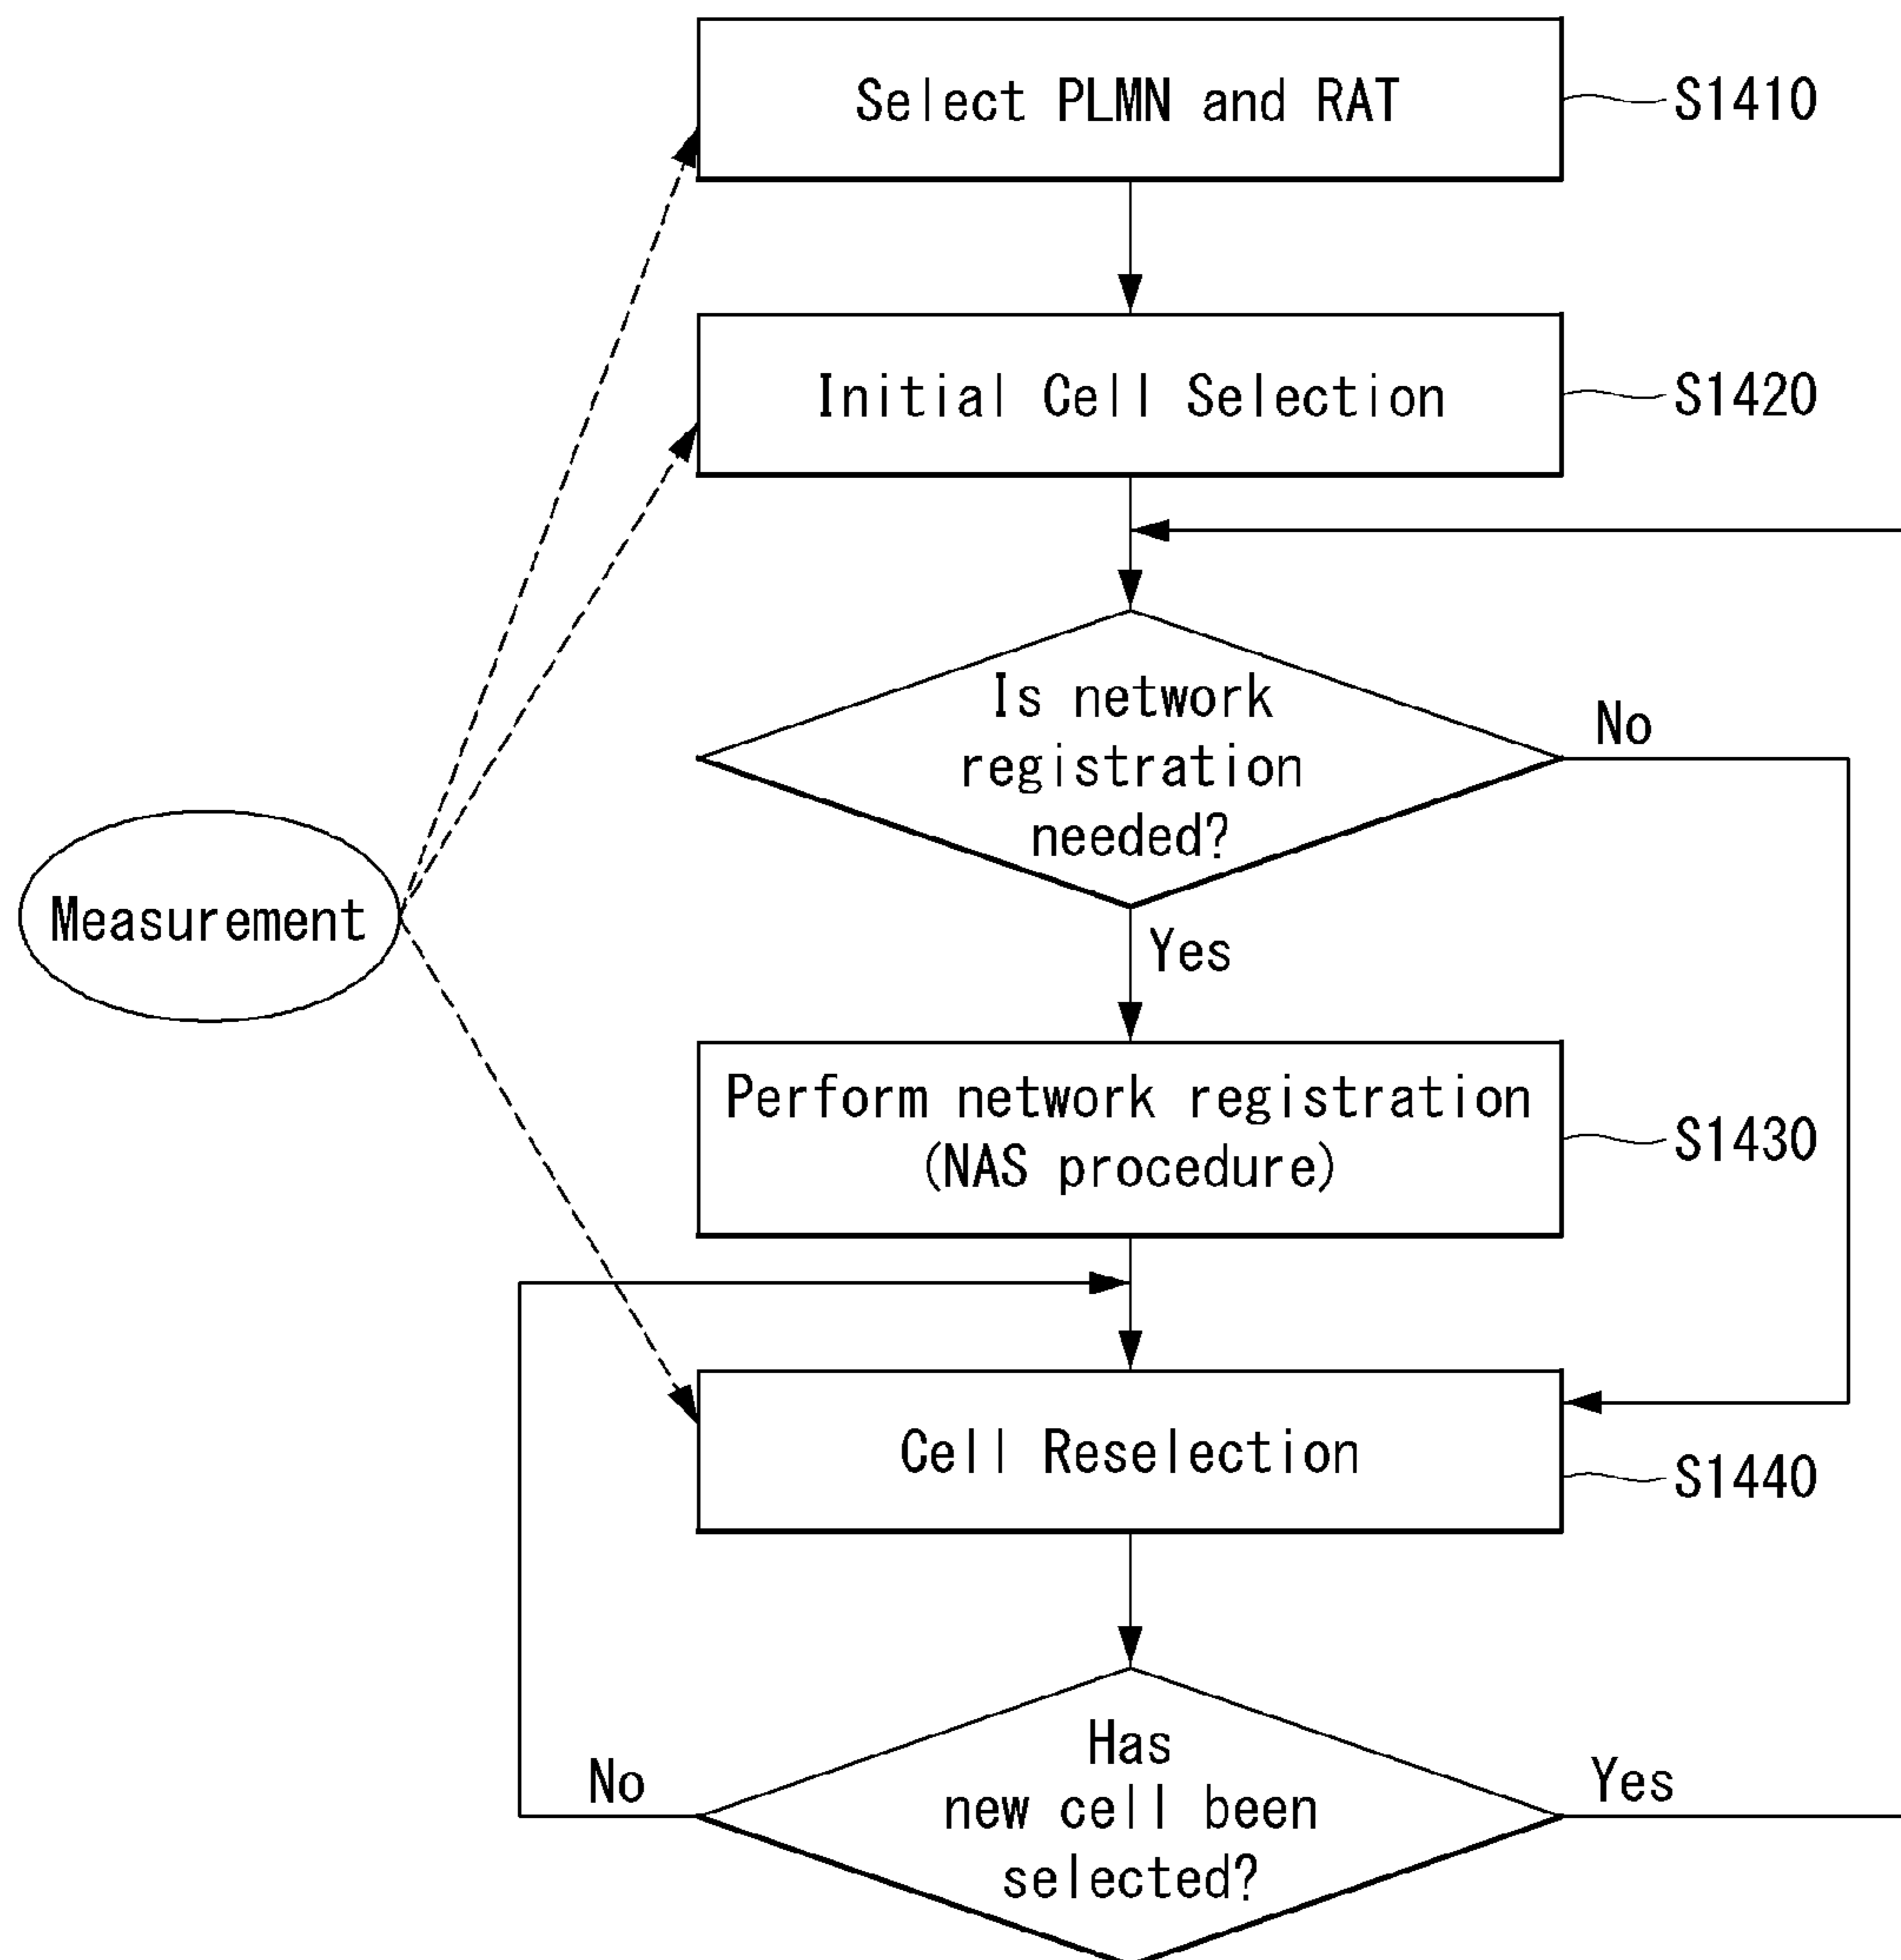 Select PLMN and RAT
S1410
Initial Cell Selection
S1420
Is network
registration
needed?
No
Yes
Measurement
Perform network registration
(NAS procedure)
S1430
Cell Reselection
S1440
Has
new cell been
selected?
No
Yes